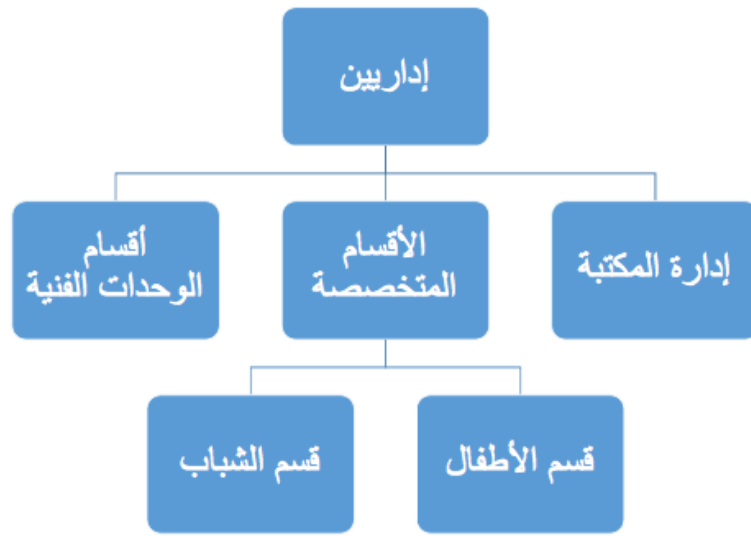 إداريين
إدارة المكتبة
الأقسام
المتخصصة
أقسام
الوحدات الفنية
قسم الأطفال
قسم الشباب